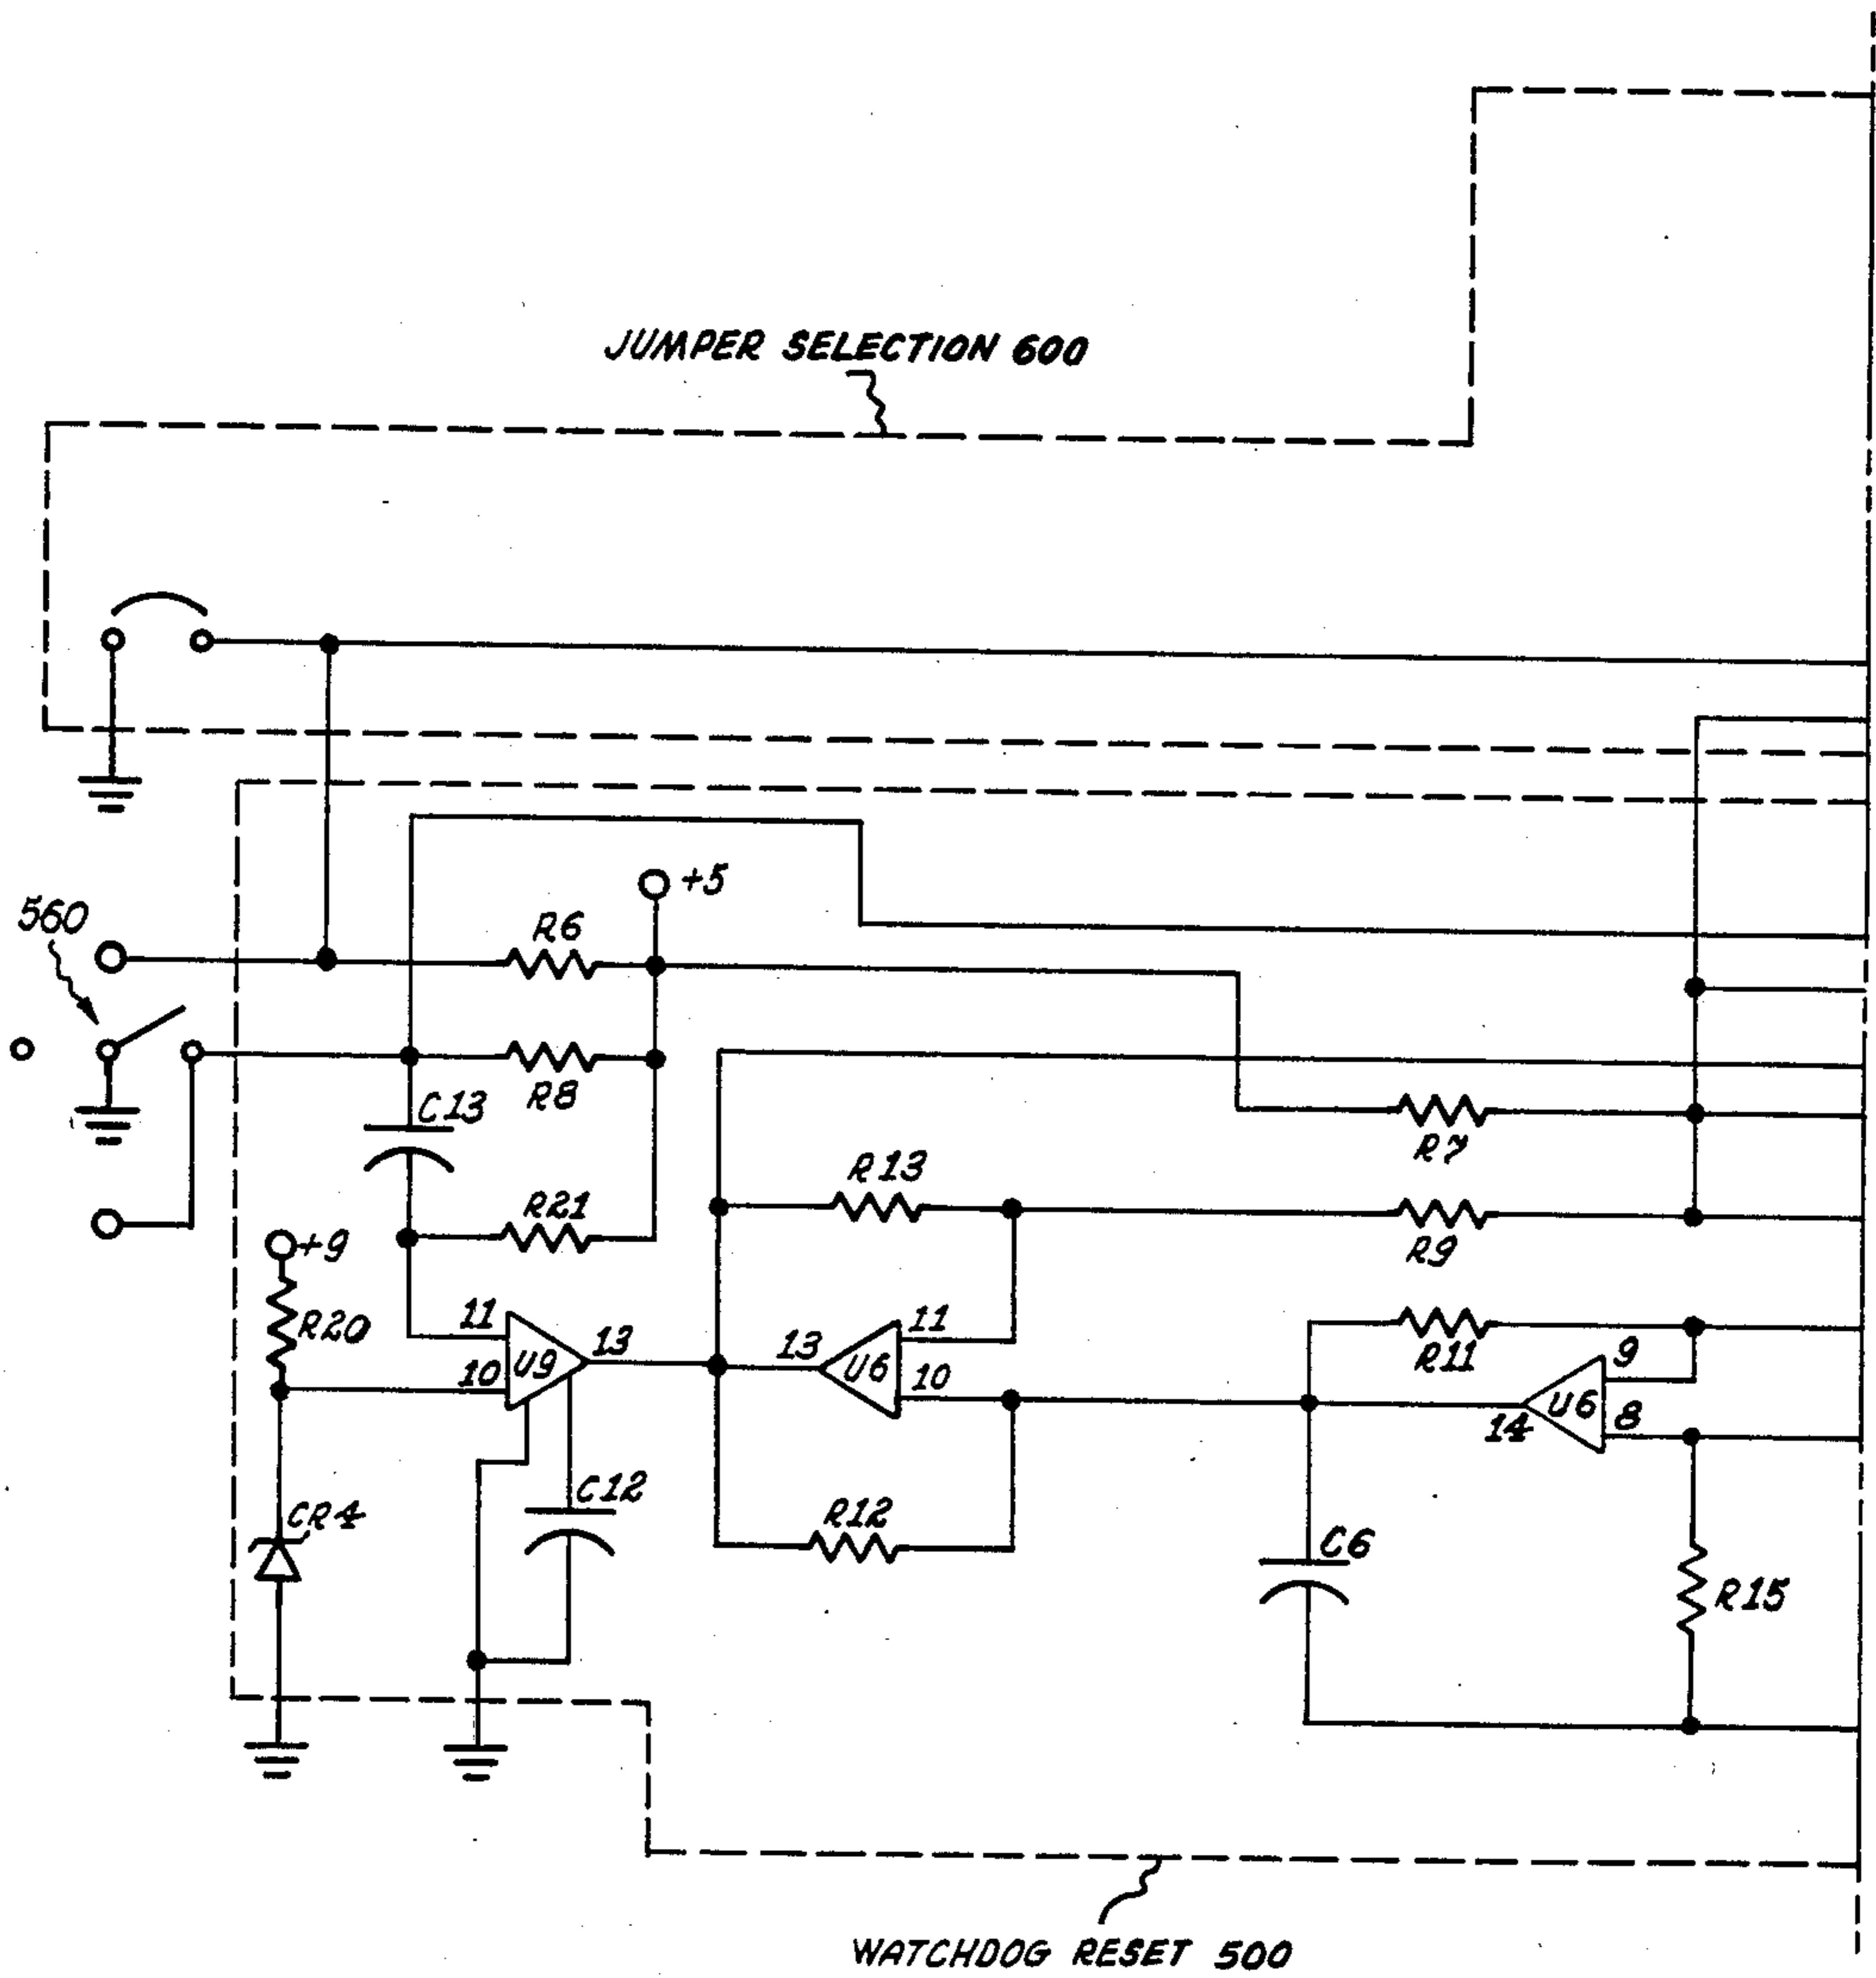 JUMPER SELECTION 600
+5
560
R6
R8
C13
R7
R13
R21
+9
R9
R20
11
13
11
13
U9
U6
10
10
R11
9
U6
8
14
C12
CR4
R12
C6
R15
WATCHDOG RESET 500